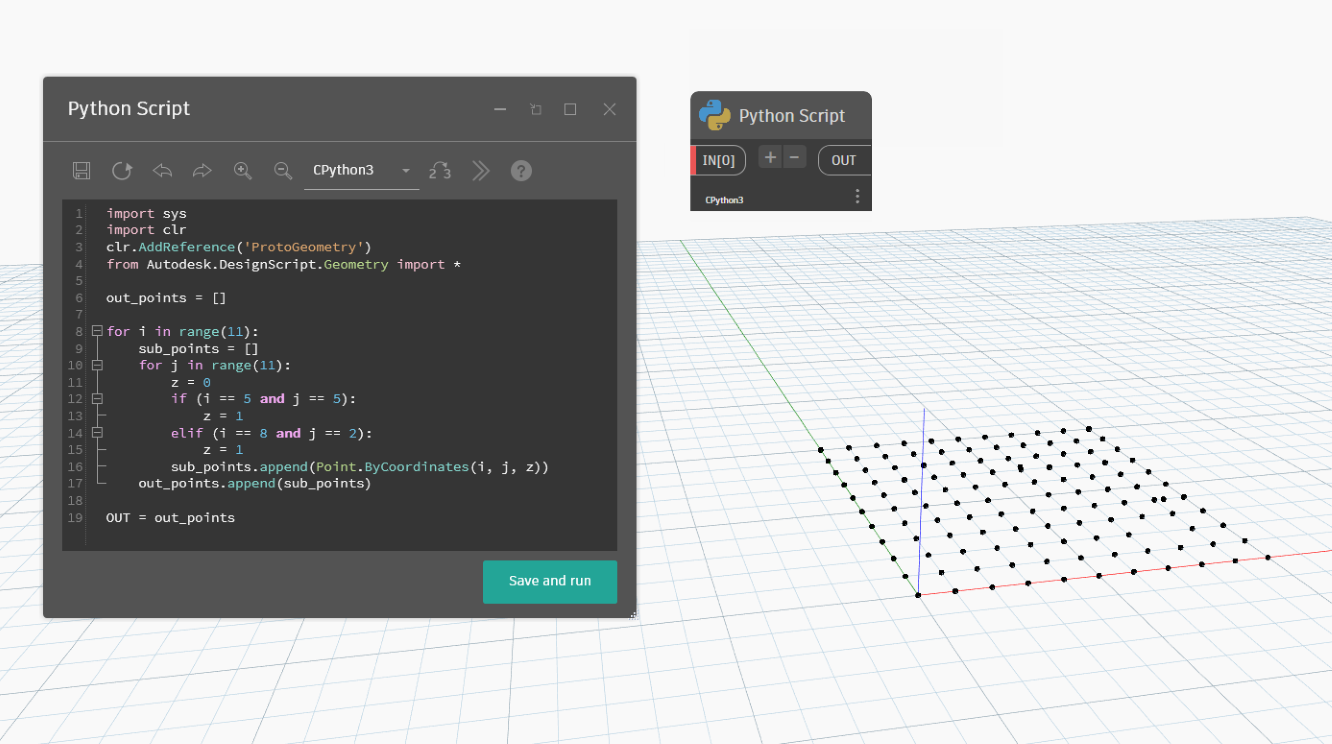 Python Script
CPython3
2 3
?
1 import sys
2 import clr
3 clr.AddReference('ProtoGeometry')
4 from Autodesk.DesignScript.Geometry import *
5
6 out_points = []
7
8 for i in range(11):
9     sub_points = []
10     for j in range(11):
11         z = 0
12         if (i == 5 and j == 5):
13             z = 1
14         elif (i == 8 and j == 2):
15             z = 1
16         sub_points.append(Point.ByCoordinates(i, j, z))
17     out_points.append(sub_points)
18
19 OUT = out_points
Save and run
Python Script
IN[0] + − OUT
CPython3